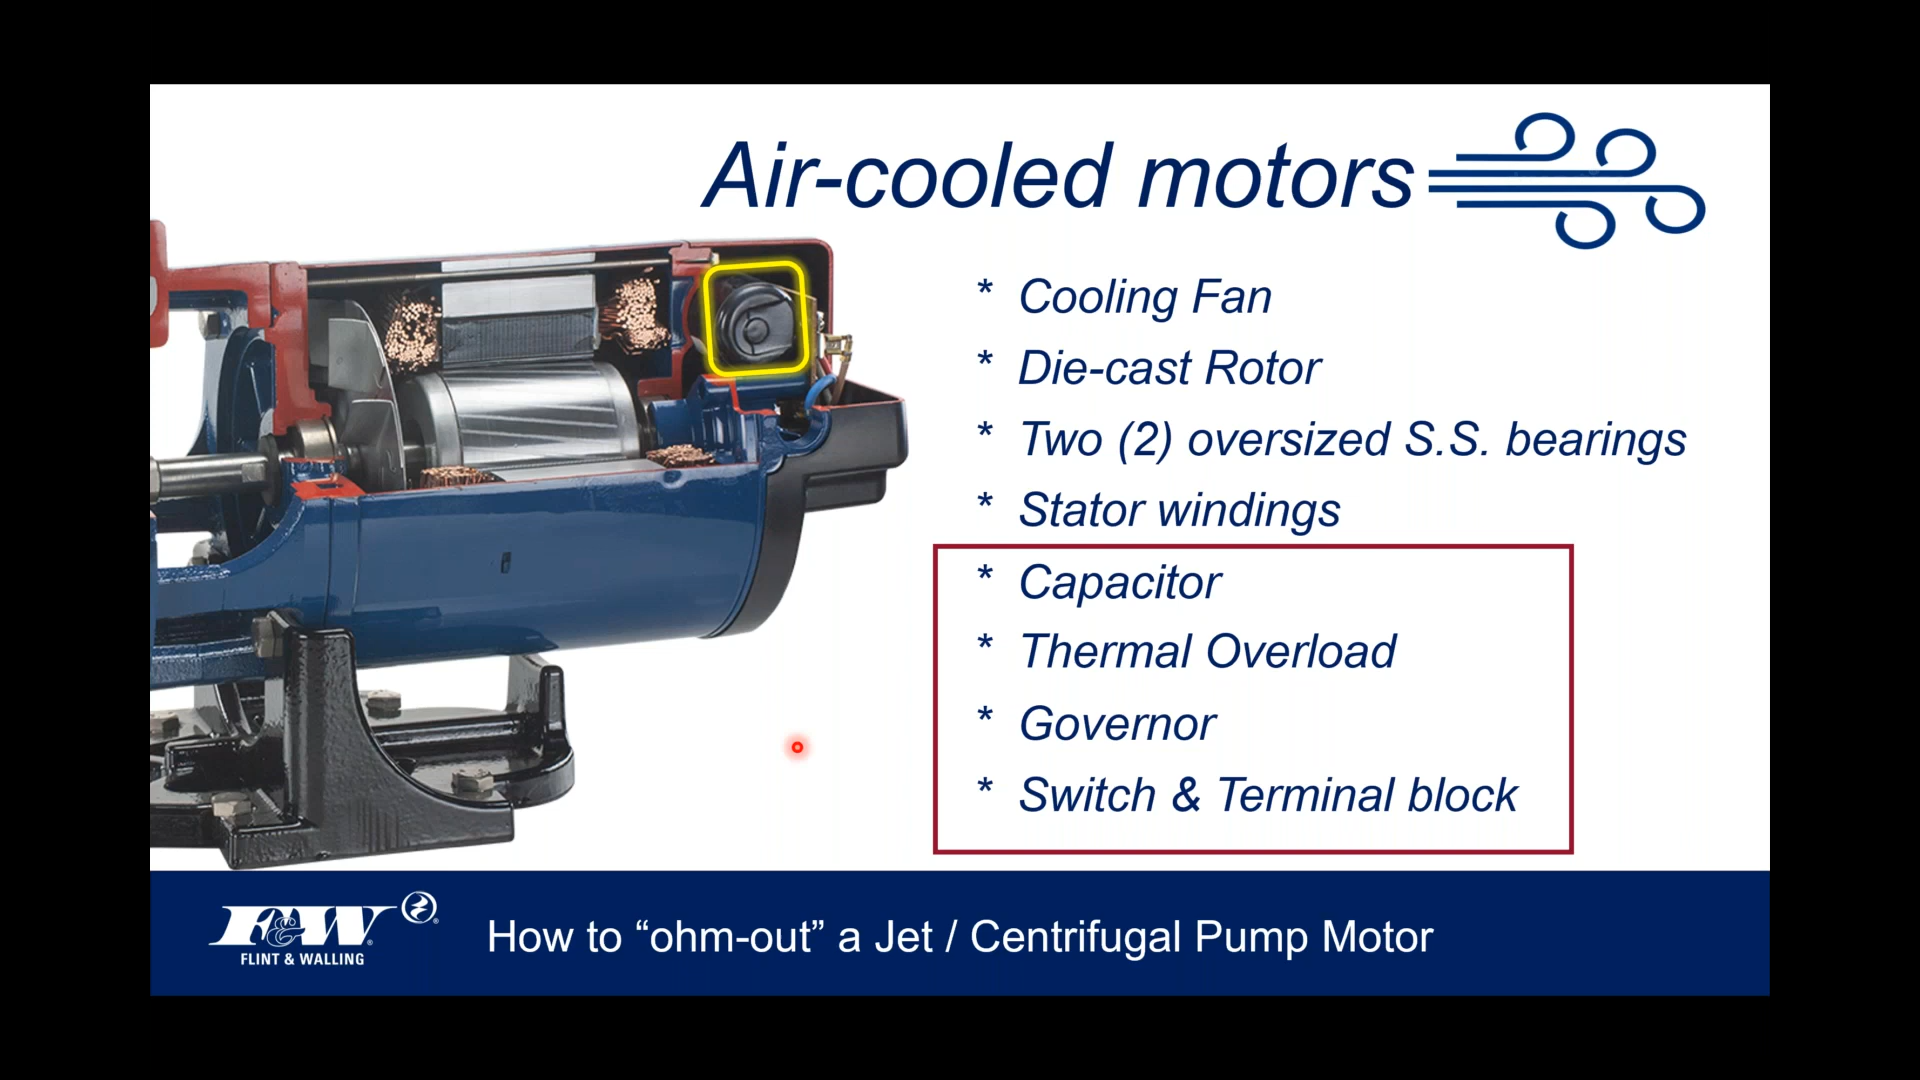 Air-cooled motors
* Cooling Fan
* Die-cast Rotor
* Two (2) oversized S.S. bearings
* Stator windings
* Capacitor
* Thermal Overload
* Governor
* Switch & Terminal block
F&W®
FLINT & WALLING
How to “ohm-out” a Jet / Centrifugal Pump Motor